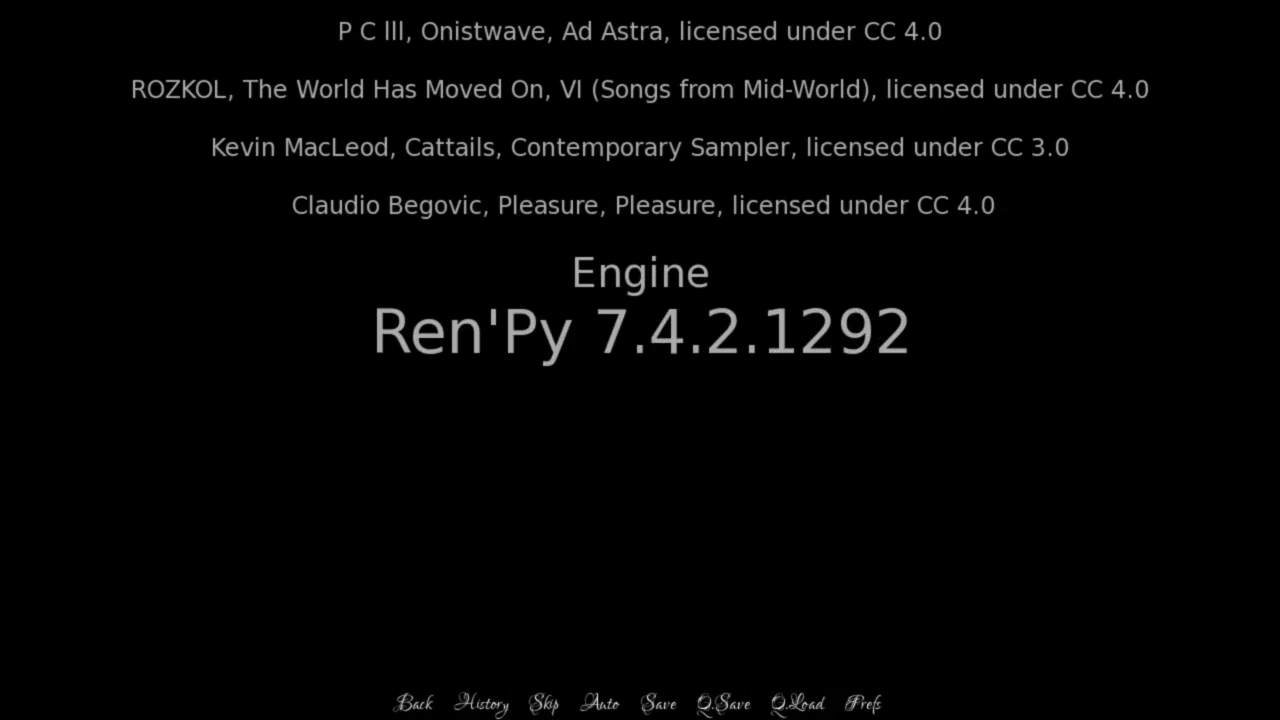 P C lll, Onistwave, Ad Astra, licensed under CC 4.0
ROZKOL, The World Has Moved On, VI (Songs from Mid-World), licensed under CC 4.0
Kevin MacLeod, Cattails, Contemporary Sampler, licensed under CC 3.0
Claudio Begovic, Pleasure, Pleasure, licensed under CC 4.0
Engine
Ren'Py 7.4.2.1292
Back History Skip Auto Save Q.Save Q.Load Prefs